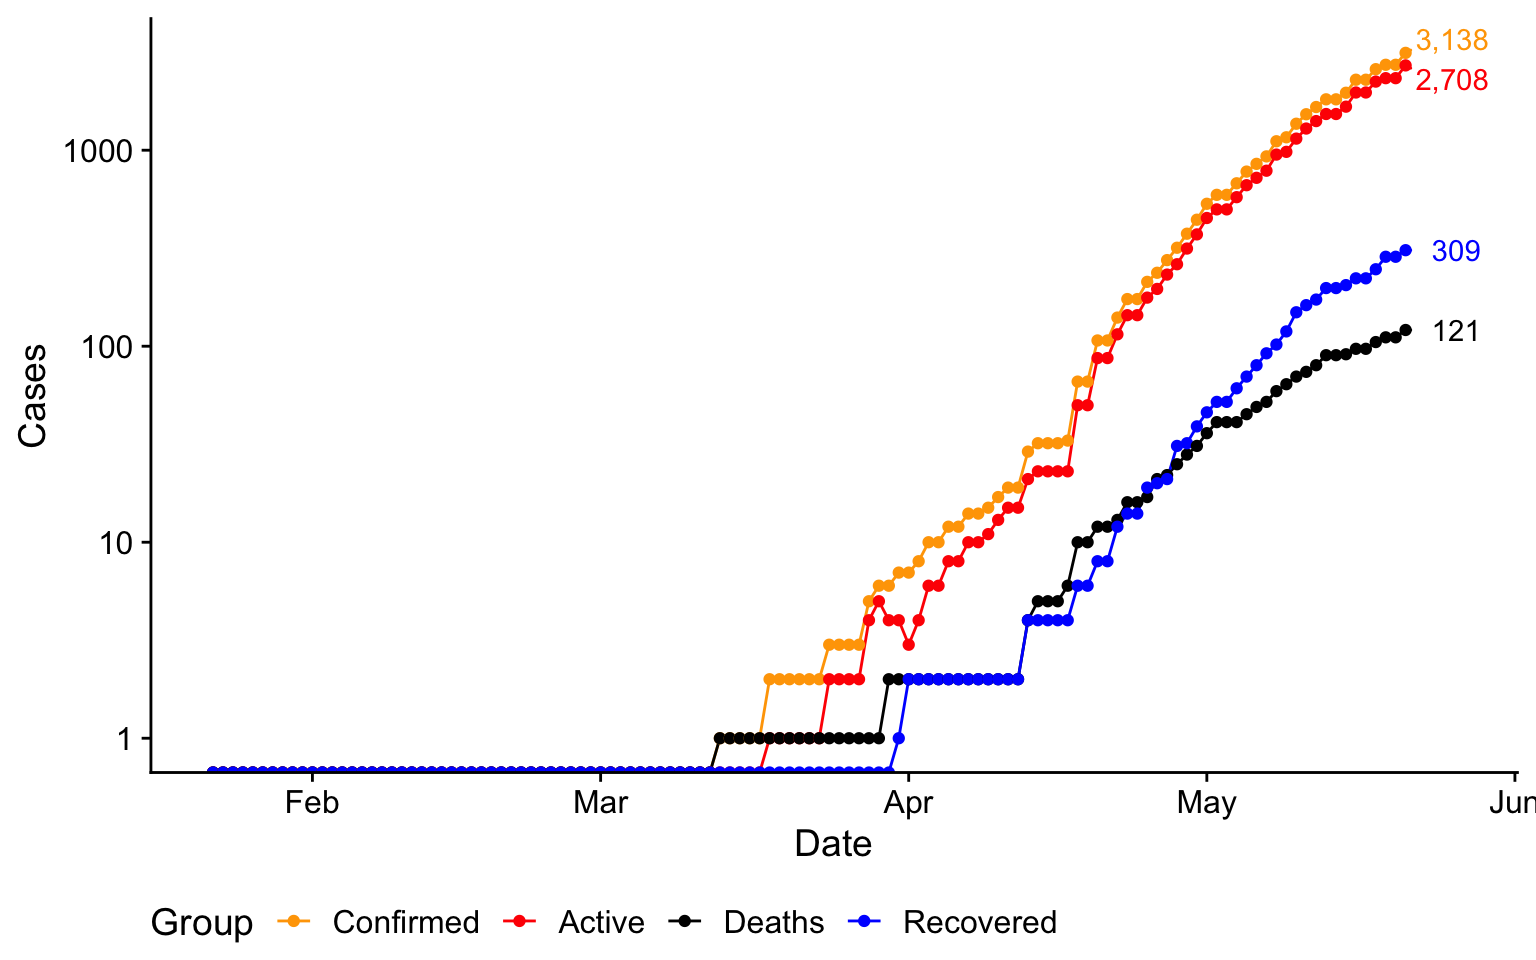 3,138
2,708
1000
309
121
100
Cases
10
1
Feb Mar Apr May Jun
Date
Group Confirmed Active Deaths Recovered